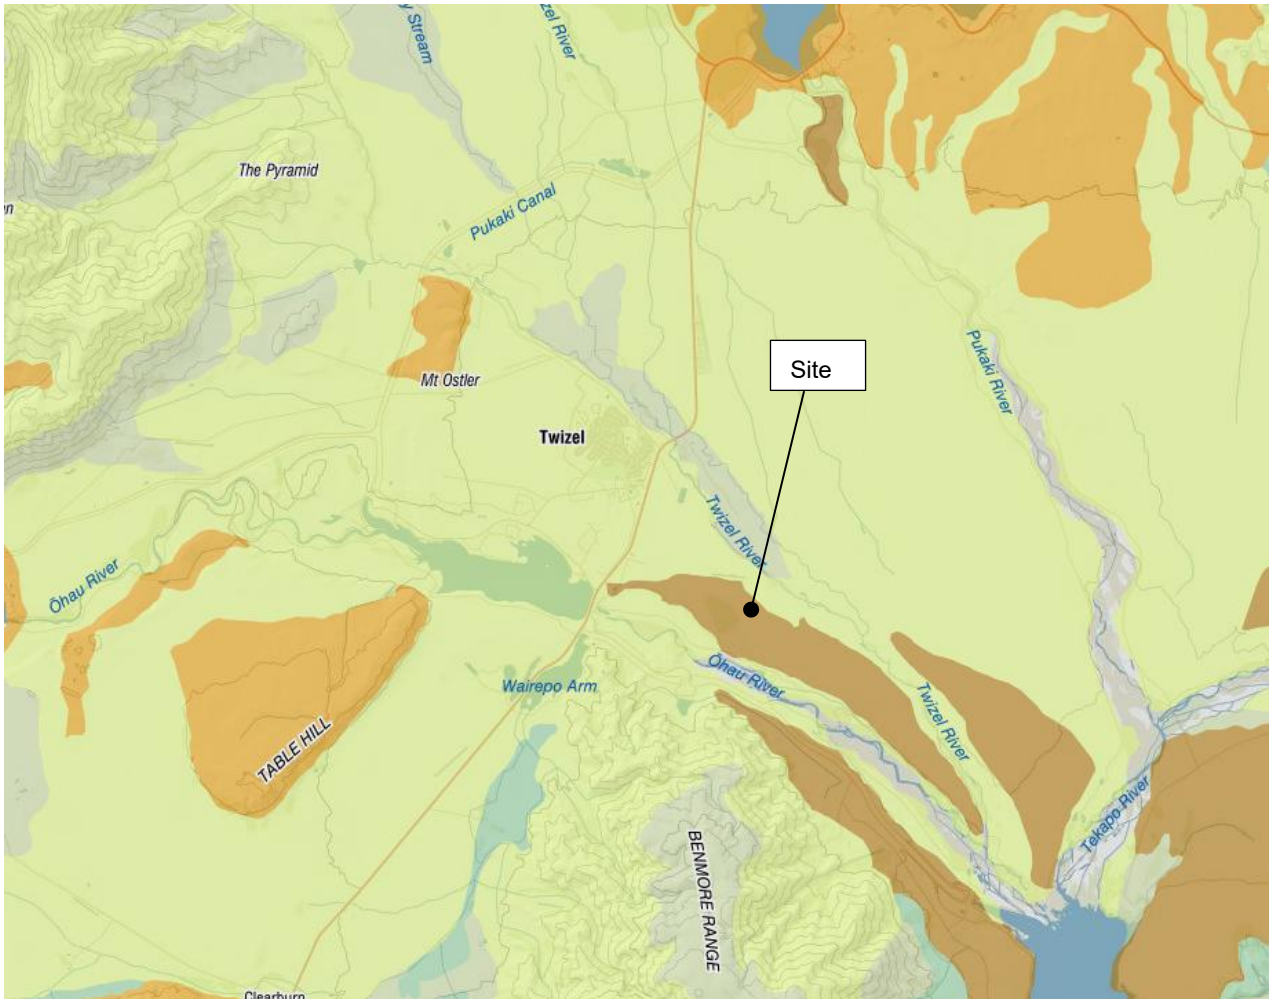 y Stream
zel River
The Pyramid
n
Pukaki Canal
Pukaki River
Site
Mt Ostler
Twizel
Twizel River
Ōhau River
Ōhau River
Wairepo Arm
Twizel River
TABLE HILL
Tekapo River
BENMORE RANGE
Clearburn